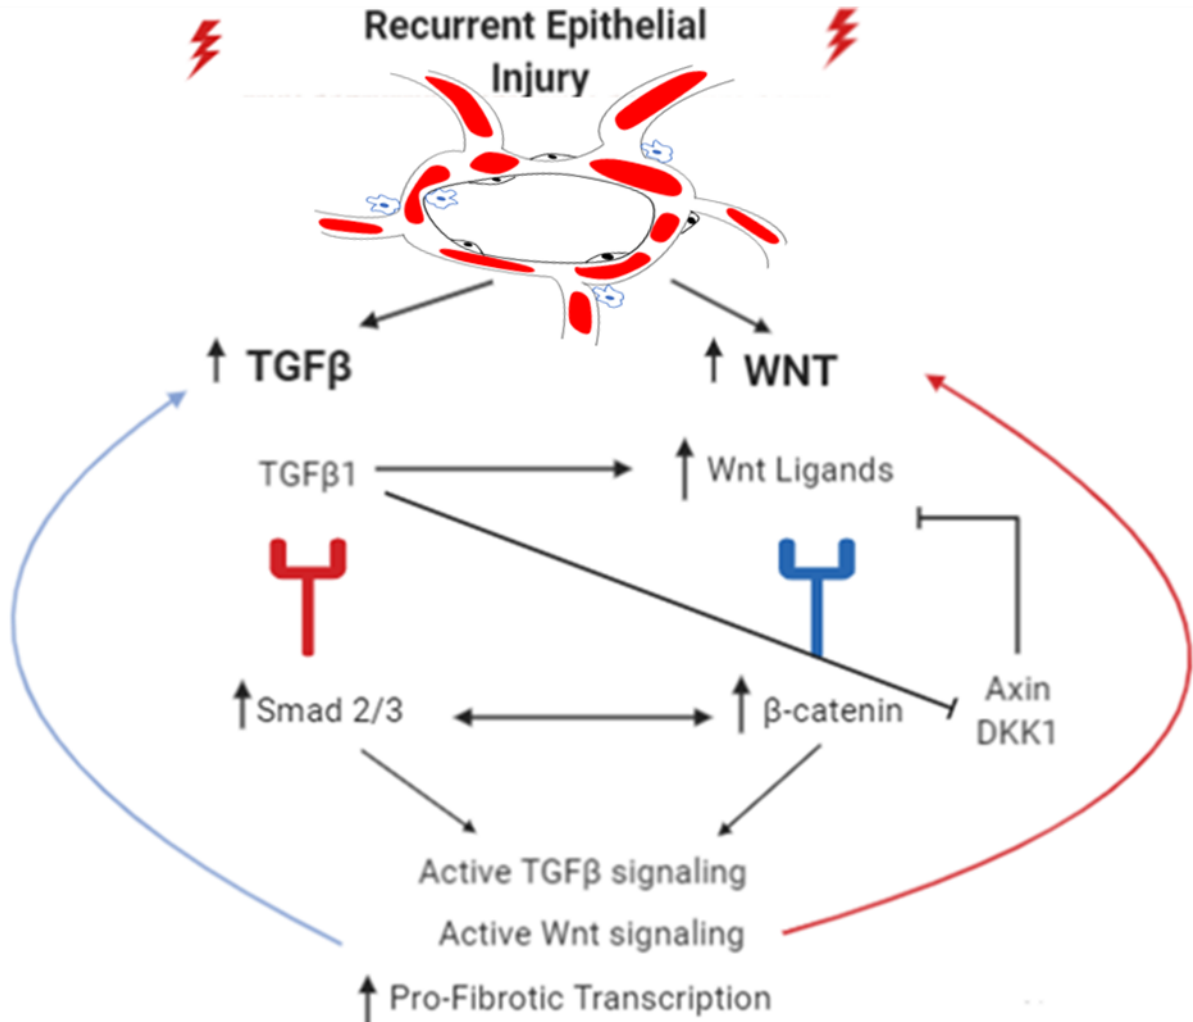 Recurrent Epithelial
Injury
TGFβ
WNT
TGFβ1
Wnt Ligands
Smad 2/3
β-catenin
Axin
DKK1
Active TGFβ signaling
Active Wnt signaling
Pro-Fibrotic Transcription